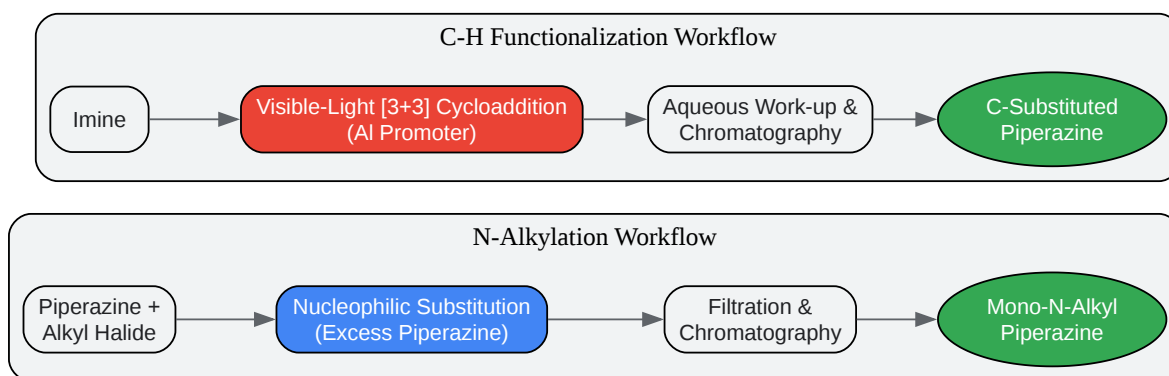 C-H Functionalization Workflow
Imine
Visible-Light [3+3] Cycloaddition
(Al Promoter)
Aqueous Work-up &
Chromatography
C-Substituted
Piperazine
N-Alkylation Workflow
Piperazine +
Alkyl Halide
Nucleophilic Substitution
(Excess Piperazine)
Filtration &
Chromatography
Mono-N-Alkyl
Piperazine